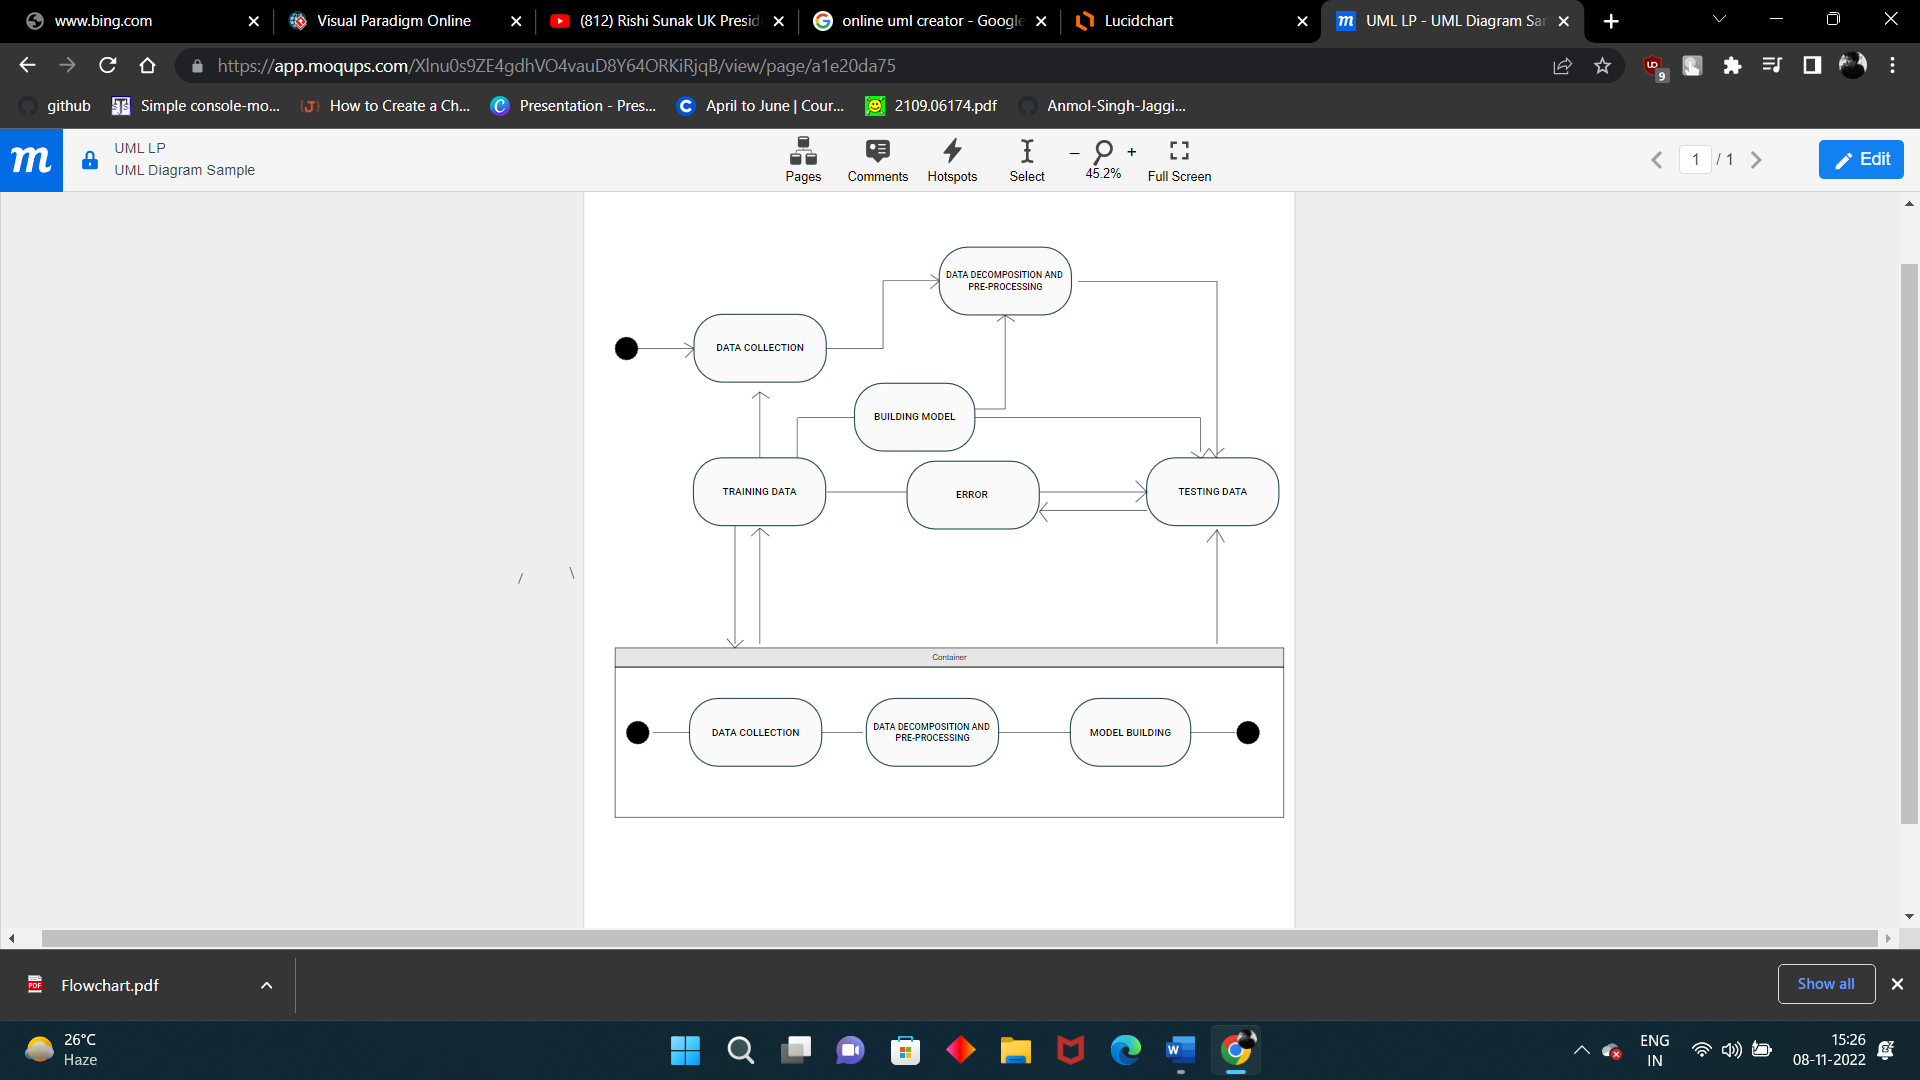 www.bing.com
Visual Paradigm Online
(812) Rishi Sunak UK Presid
online uml creator - Google
Lucidchart
UML LP - UML Diagram Sar
https://app.moqups.com/Xlnu0s9ZE4gdhVO4vauD8Y64ORKiRjqB/view/page/a1e20da75
9
github
Simple console-mo...
How to Create a Ch...
Presentation - Pres...
April to June | Cour...
2109.06174.pdf
Anmol-Singh-Jaggi...
m
UML LP
UML Diagram Sample
Pages
Comments
Hotspots
Select
45.2%
Full Screen
1 / 1
Edit
DATA DECOMPOSITION AND
PRE-PROCESSING
DATA COLLECTION
BUILDING MODEL
TRAINING DATA
ERROR
TESTING DATA
Container
DATA COLLECTION
DATA DECOMPOSITION AND
PRE-PROCESSING
MODEL BUILDING
Flowchart.pdf
Show all
26°C
Haze
ENG
IN
15:26
08-11-2022